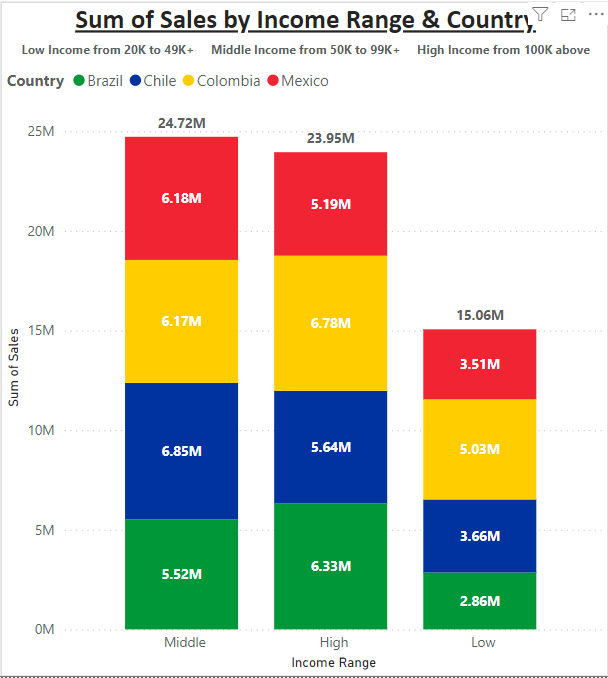 Sum of Sales by Income Range & Country
Low Income from 20K to 49K+ Middle Income from 50K to 99K+ High Income from 100K above
Country Brazil Chile Colombia Mexico
25M
20M
15M
10M
5M
0M
Sum of Sales
24.72M
6.18M
6.17M
6.85M
5.52M
23.95M
5.19M
6.78M
5.64M
6.33M
15.06M
3.51M
5.03M
3.66M
2.86M
Middle High Low
Income Range